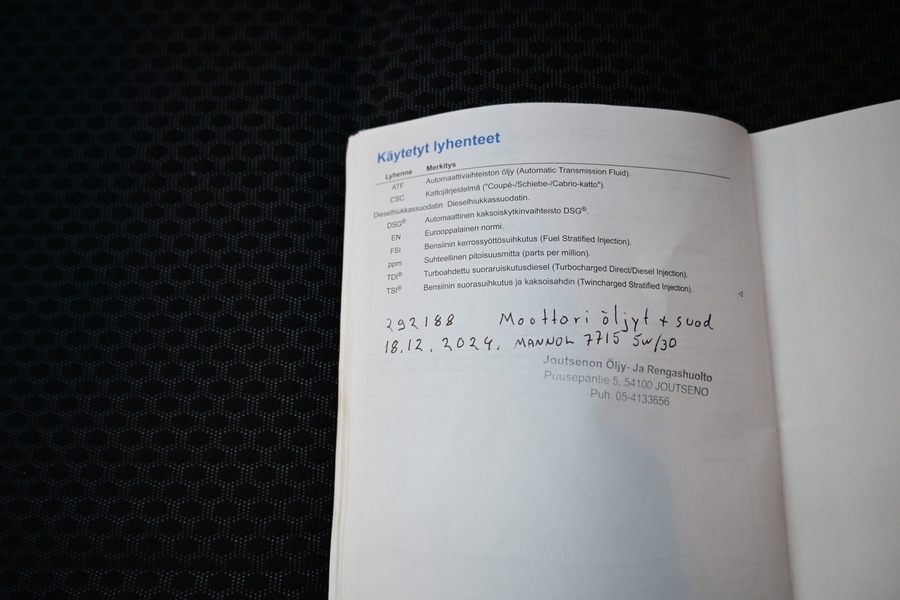 Käytetyt lyhenteet
Lyhenne Merkitys
ATF Automaattivaihteiston öljy (Automatic Transmission Fluid).
CSC Kattojärjestelmä ("Coupé-/Schiebe-/Cabrio-katto").
Dieselhiukkassuodatin Dieselhiukkassuodatin.
DSG® Automaattinen kaksoiskytkinvaihteisto DSG®.
EN Eurooppalainen normi.
FSI Bensiinin kerrossyöttösuihkutus (Fuel Stratified Injection).
ppm Suhteellinen pitoisuusmitta (parts per million).
TDI® Turboahdettu suoraruiskutusdiesel (Turbocharged Direct/Diesel Injection).
TSI® Bensiinin suorasuihkutus ja kaksoisahdin (Twincharged Stratified Injection).
292188 Moottori öljyt + suod
18.12.2024. MANNOL 7715 5w/30
Joutsenon Öljy- Ja Rengashuolto
Puusepäntie 5, 54100 JOUTSENO
Puh. 05-4133656